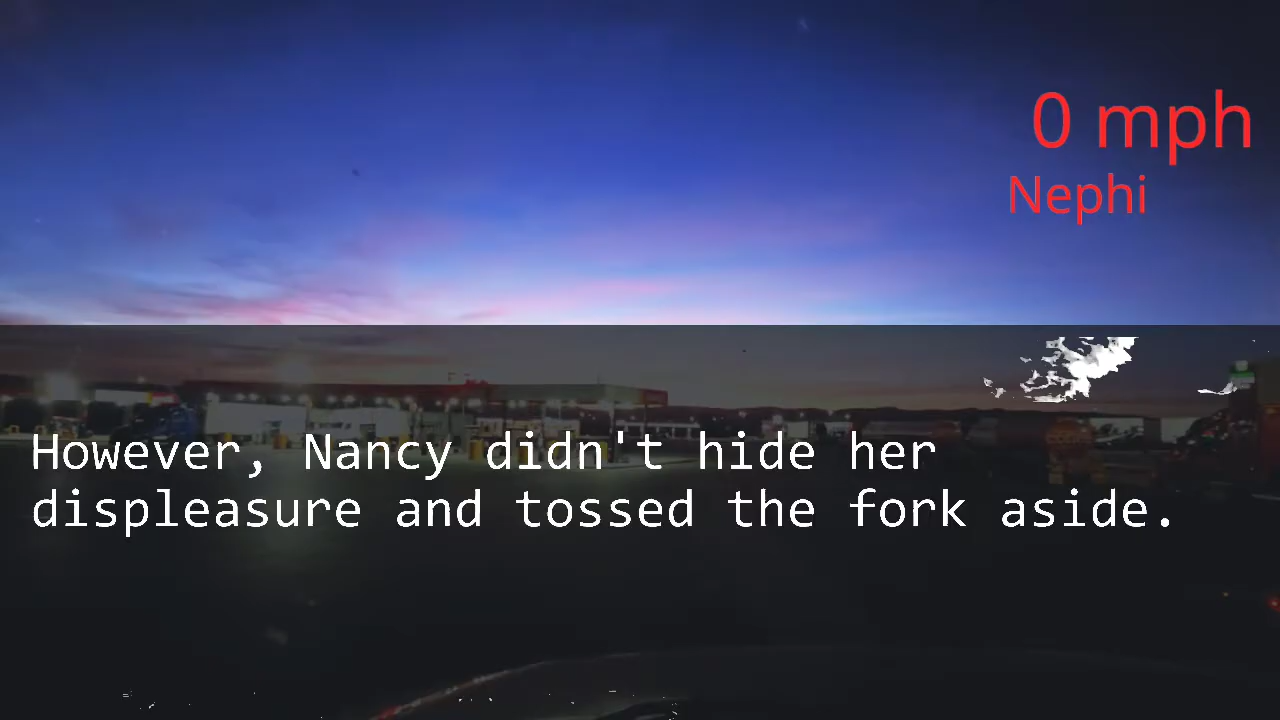 0 mph
Nephi
However, Nancy didn't hide her
displeasure and tossed the fork aside.